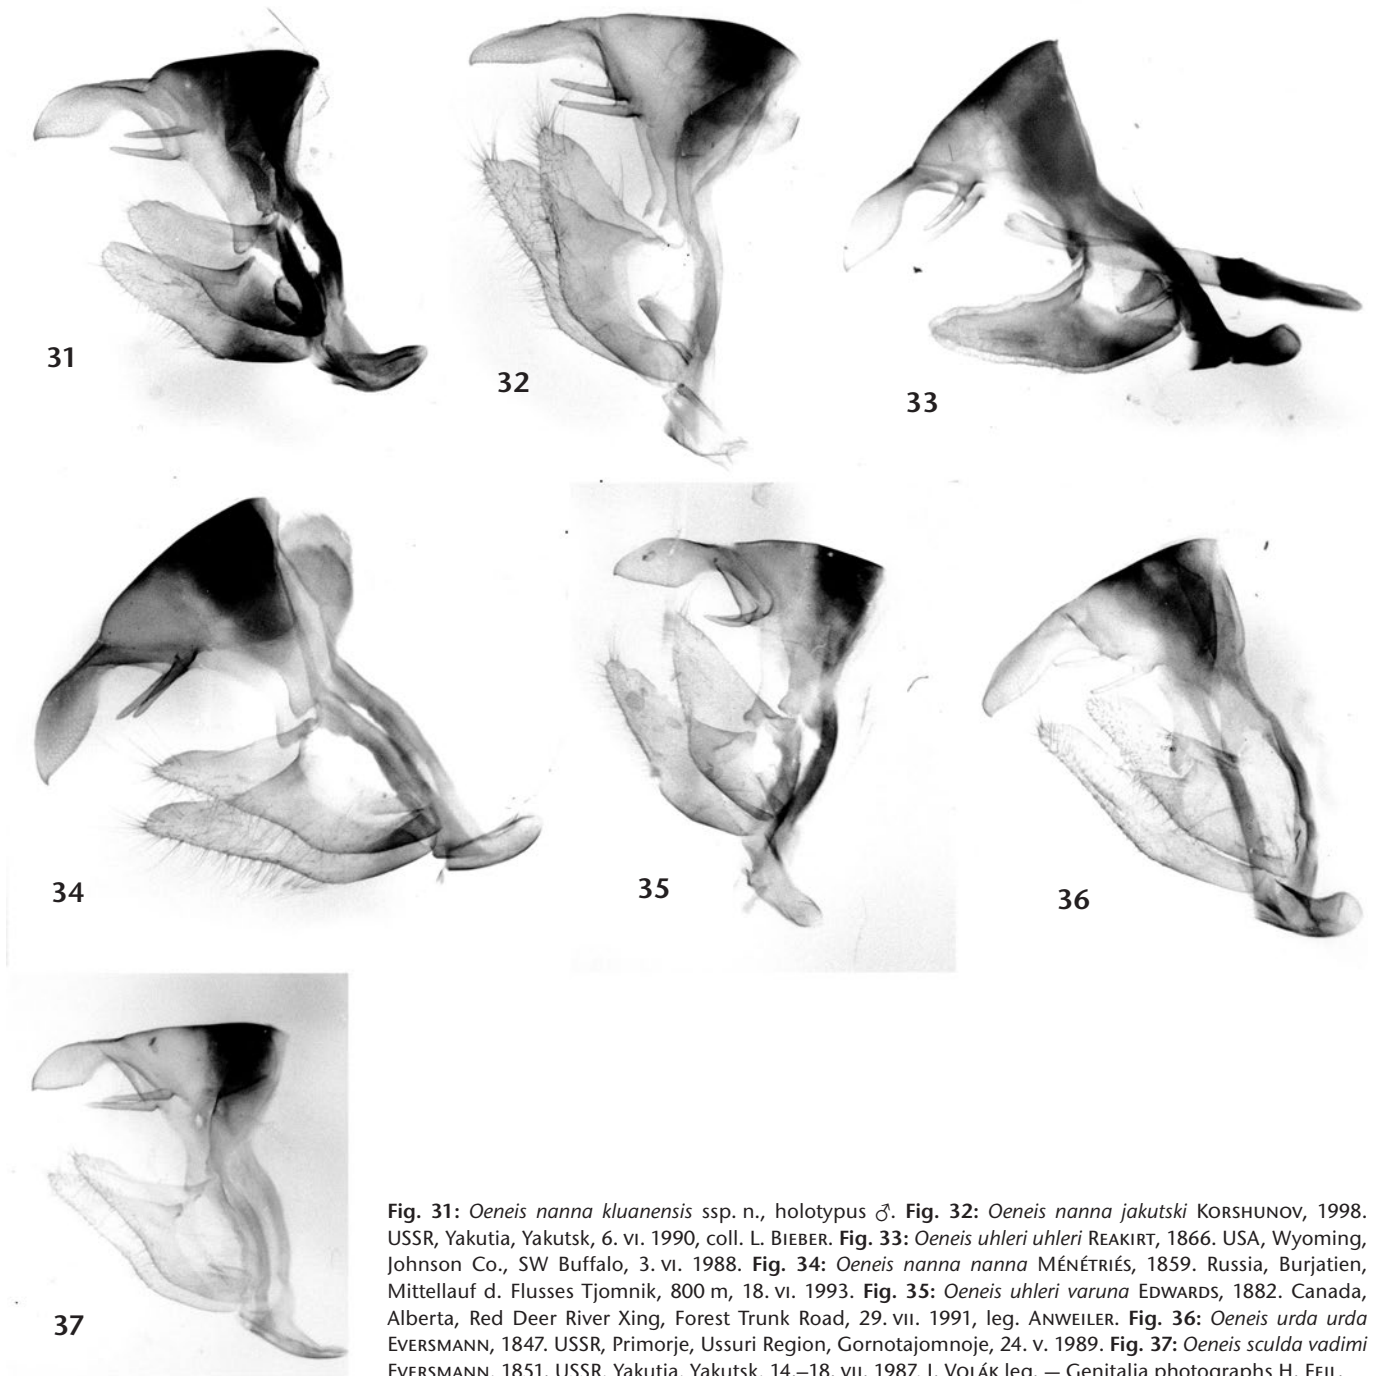 31
32
33
34
35
36
37
Fig. 31: Oeneis nanna kluanensis ssp. n., holotypus ♂. Fig. 32: Oeneis nanna jakutski KORSHUNOV, 1998.
USSR, Yakutia, Yakutsk, 6. VI. 1990, coll. L. BIEBER. Fig. 33: Oeneis uhleri uhleri REAKIRT, 1866. USA, Wyoming,
Johnson Co., SW Buffalo, 3. VI. 1988. Fig. 34: Oeneis nanna nanna MÉNÉTRIÉS, 1859. Russia, Burjatien,
Mittellauf d. Flusses Tjomnik, 800 m, 18. VI. 1993. Fig. 35: Oeneis uhleri varuna EDWARDS, 1882. Canada,
Alberta, Red Deer River Xing, Forest Trunk Road, 29. VII. 1991, leg. ANWEILER. Fig. 36: Oeneis urda urda
EVERSMANN, 1847. USSR, Primorje, Ussuri Region, Gornotajomnoje, 24. V. 1989. Fig. 37: Oeneis sculda vadimi
EVERSMANN, 1851. USSR, Yakutia, Yakutsk, 14.–18. VII. 1987, J. VOLÁK leg. — Genitalia photographs H. FEIL.